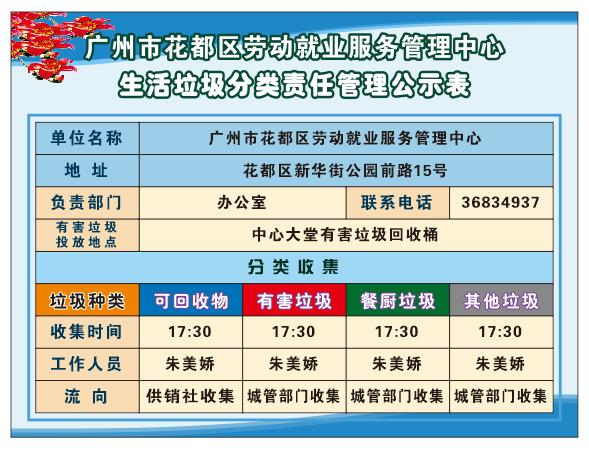 广州市花都区劳动就业服务管理中心
生活垃圾分类责任管理公示表
单位名称 广州市花都区劳动就业服务管理中心
地 址 花都区新华街公园前路15号
负责部门 办公室 联系电话 36834937
有害垃圾
投放地点 中心大堂有害垃圾回收桶
分类收集
垃圾种类 可回收物 有害垃圾 餐厨垃圾 其他垃圾
收集时间 17:30 17:30 17:30 17:30
工作人员 朱美娇 朱美娇 朱美娇 朱美娇
流 向 供销社收集 城管部门收集 城管部门收集 城管部门收集